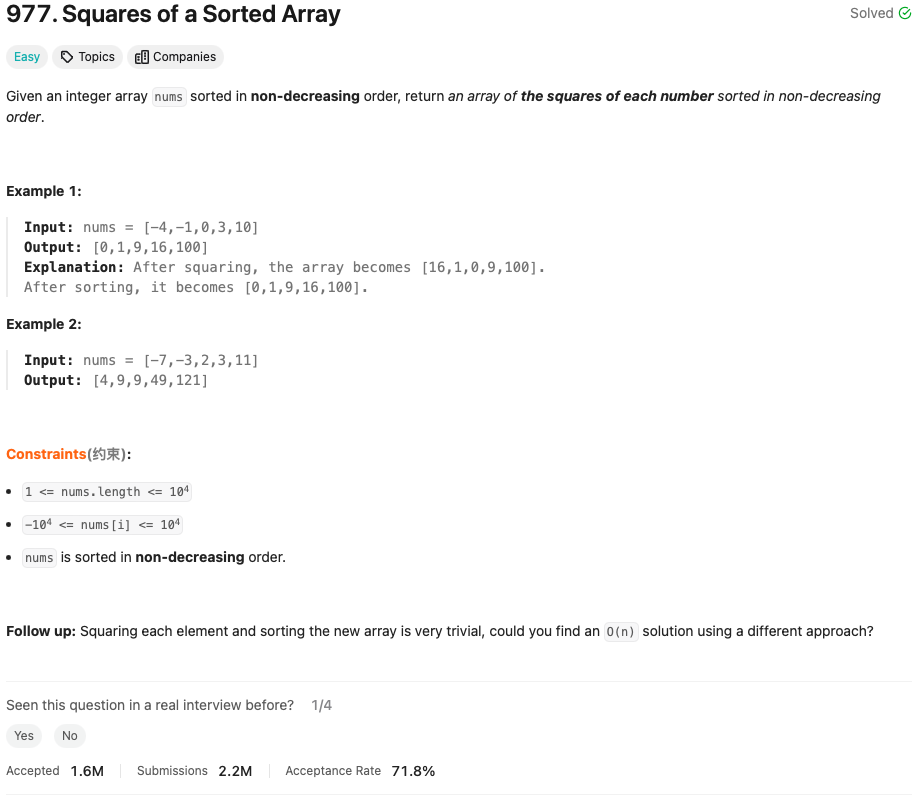 977. Squares of a Sorted Array
Solved
Easy Topics Companies
Given an integer array nums sorted in non-decreasing order, return an array of the squares of each number sorted in non-decreasing
order.
Example 1:
Input: nums = [-4,-1,0,3,10]
Output: [0,1,9,16,100]
Explanation: After squaring, the array becomes [16,1,0,9,100].
After sorting, it becomes [0,1,9,16,100].
Example 2:
Input: nums = [-7,-3,2,3,11]
Output: [4,9,9,49,121]
Constraints(约束):
• 1 <= nums.length <= 10⁴
• -10⁴ <= nums[i] <= 10⁴
• nums is sorted in non-decreasing order.
Follow up: Squaring each element and sorting the new array is very trivial, could you find an O(n) solution using a different approach?
Seen this question in a real interview before? 1/4
Yes No
Accepted 1.6M Submissions 2.2M Acceptance Rate 71.8%